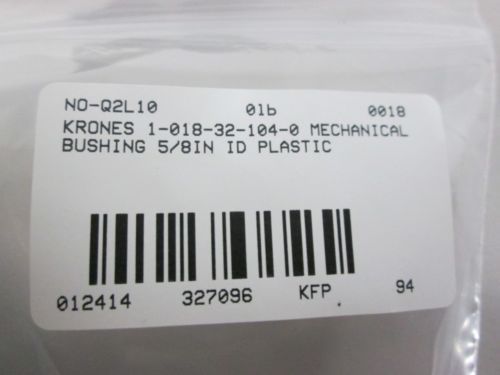 NO-Q2L10 01b 0018
KRONES 1-018-32-104-0 MECHANICAL
BUSHING 5/8IN ID PLASTIC
012414 327096 KFP 94